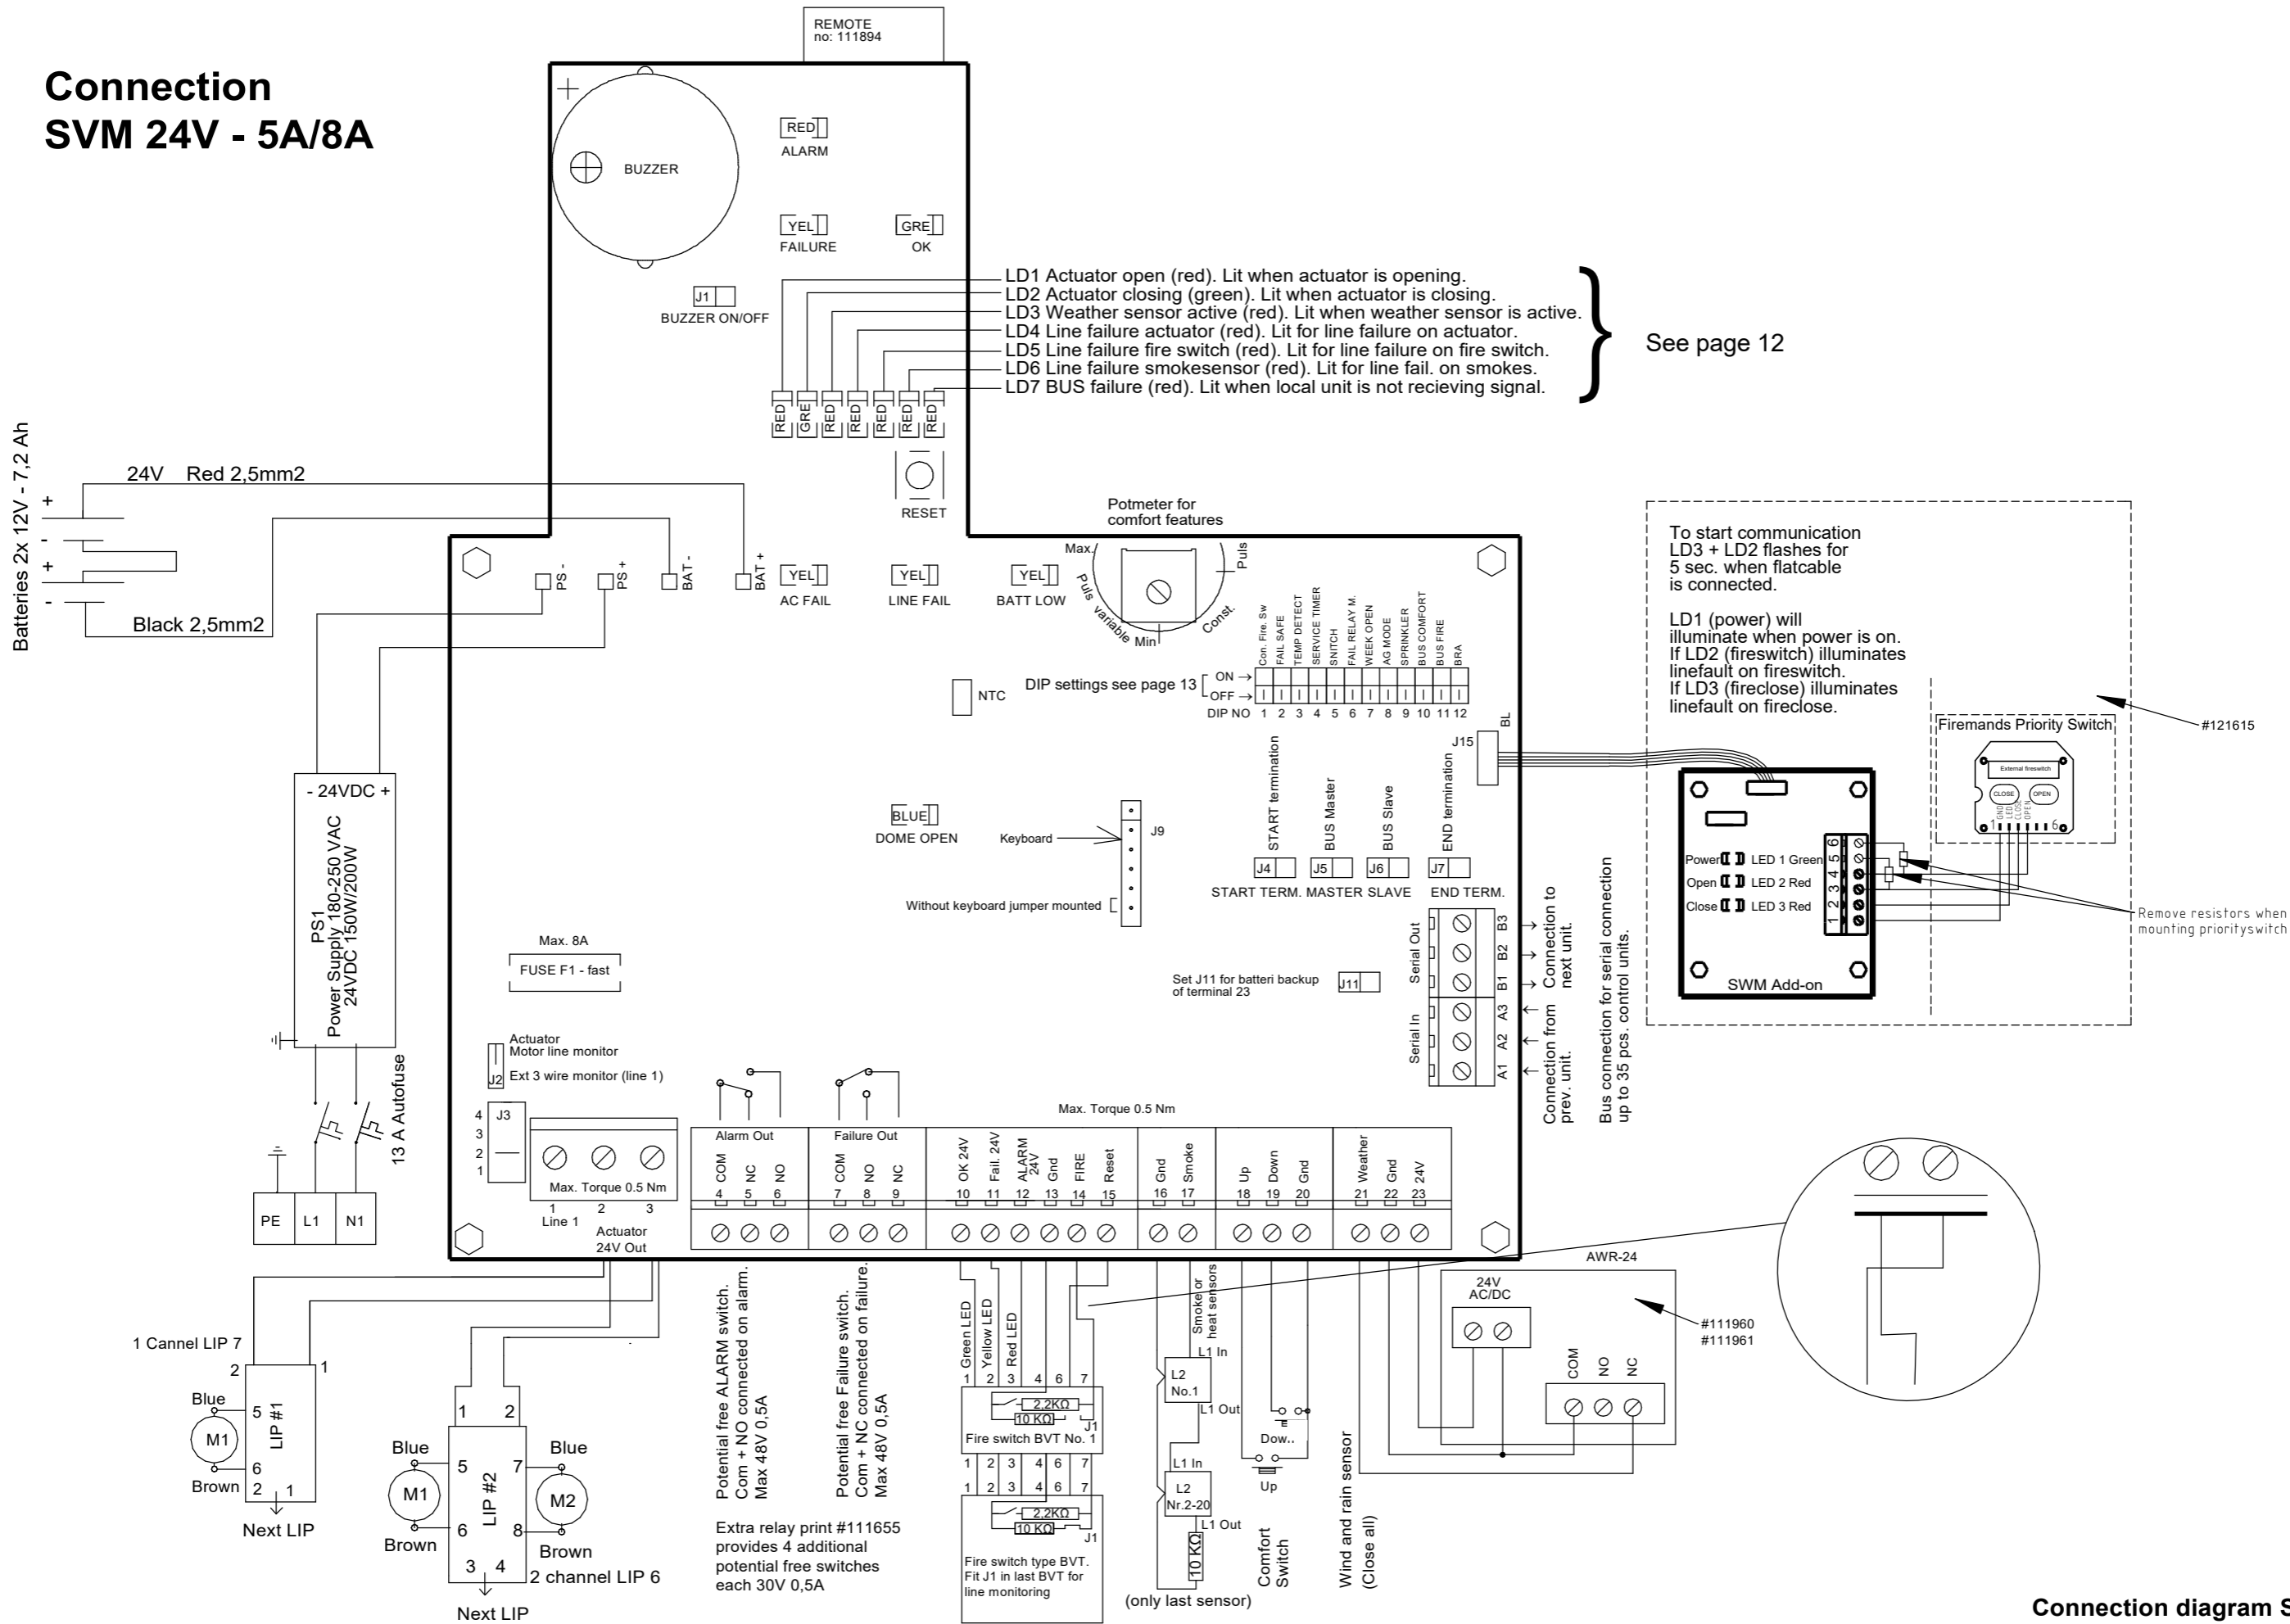 Connection
SVM 24V - 5A/8A
REMOTE
no: 111894
BUZZER
RED
ALARM
YEL
FAILURE
GRE
OK
J1
BUZZER ON/OFF
LD1 Actuator open (red). Lit when actuator is opening.
LD2 Actuator closing (green). Lit when actuator is closing.
LD3 Weather sensor active (red). Lit when weather sensor is active.
LD4 Line failure actuator (red). Lit for line failure on actuator.
LD5 Line failure fire switch (red). Lit for line failure on fire switch.
LD6 Line failure smokesensor (red). Lit for line fail. on smokes.
LD7 BUS failure (red). Lit when local unit is not recieving signal.
See page 12
RED
GRE
RED
RED
RED
RED
RED
RESET
Batteries 2x 12V - 7,2 Ah
+
-
+
-
24V Red 2,5mm2
Black 2,5mm2
PS -
PS +
BAT -
BAT +
YEL
AC FAIL
YEL
LINE FAIL
YEL
BATT LOW
Potmeter for
comfort features
Max.
Puls
Puls variable
Min
Const.
Con. Fire. Sw
FAIL SAFE
TEMP DETECT
SERVICE TIMER
SNITCH
FAIL RELAY M.
WEEK OPEN
AG MODE
SPRINKLER
BUS COMFORT
BUS FIRE
BRA
DIP settings see page 13
ON →
OFF →
DIP NO 1 2 3 4 5 6 7 8 9 10 11 12
NTC
BL
J15
To start communication
LD3 + LD2 flashes for
5 sec. when flatcable
is connected.
LD1 (power) will
illuminate when power is on.
If LD2 (fireswitch) illuminates
linefault on fireswitch.
If LD3 (fireclose) illuminates
linefault on fireclose.
#121615
Firemands Priority Switch
External fireswitch
CLOSE
OPEN
GND
LED
CLOSE
OPEN
1
6
Power LED 1 Green
Open LED 2 Red
Close LED 3 Red
6
5
4
3
2
1
SWM Add-on
Remove resistors when
mounting priorityswitch
- 24VDC +
PS1
Power Supply 180-250 VAC
24VDC 150W/200W
13 A Autofuse
PE L1 N1
BLUE
DOME OPEN
Keyboard
J9
Without keyboard jumper mounted
START termination
BUS Master
BUS Slave
END termination
J4
J5
J6
J7
START TERM. MASTER SLAVE END TERM.
Max. 8A
FUSE F1 - fast
Set J11 for batteri backup
of terminal 23
J11
Serial Out
Serial In
B3
B2
B1
A3
A2
A1
Connection to
next unit.
Connection from
prev. unit.
Bus connection for serial connection
up to 35 pcs. control units.
Actuator
Motor line monitor
J2
Ext 3 wire monitor (line 1)
4
3
2
1
J3
Max. Torque 0.5 Nm
1 2 3
Line 1
Actuator
24V Out
Max. Torque 0.5 Nm
Alarm Out
COM
NC
NO
4 5 6
Failure Out
COM
NO
NC
7 8 9
OK 24V
Fail. 24V
ALARM
24V
Gnd
FIRE
Reset
10 11 12 13 14 15
Gnd
Smoke
16 17
Up
Down
Gnd
18 19 20
Weather
Gnd
24V
21 22 23
1 Cannel LIP 7
2
1
Blue
5
M1
LIP #1
6
Brown
2 1
Next LIP
1 2
Blue
5
M1
6
Brown
LIP #2
Blue
7
M2
8
Brown
3 4
2 channel LIP 6
Next LIP
Potential free ALARM switch.
Com + NO connected on alarm.
Max 48V 0,5A
Potential free Failure switch.
Com + NC connected on failure.
Max 48V 0,5A
Extra relay print #111655
provides 4 additional
potential free switches
each 30V 0,5A
Green LED
Yellow LED
Red LED
1 2 3 4 6 7
2,2KΩ
10 KΩ
J1
Fire switch BVT No. 1
1 2 3 4 6 7
1 2 3 4 6 7
2,2KΩ
10 KΩ
J1
Fire switch type BVT.
Fit J1 in last BVT for
line monitoring
Smoke or
heat sensors
L1 In
L2
No.1
L1 Out
L1 In
L2
Nr.2-20
L1 Out
10 KΩ
(only last sensor)
Dow..
Up
Comfort
Switch
Wind and rain sensor
(Close all)
AWR-24
24V
AC/DC
COM
NO
NC
#111960
#111961
Connection diagram S